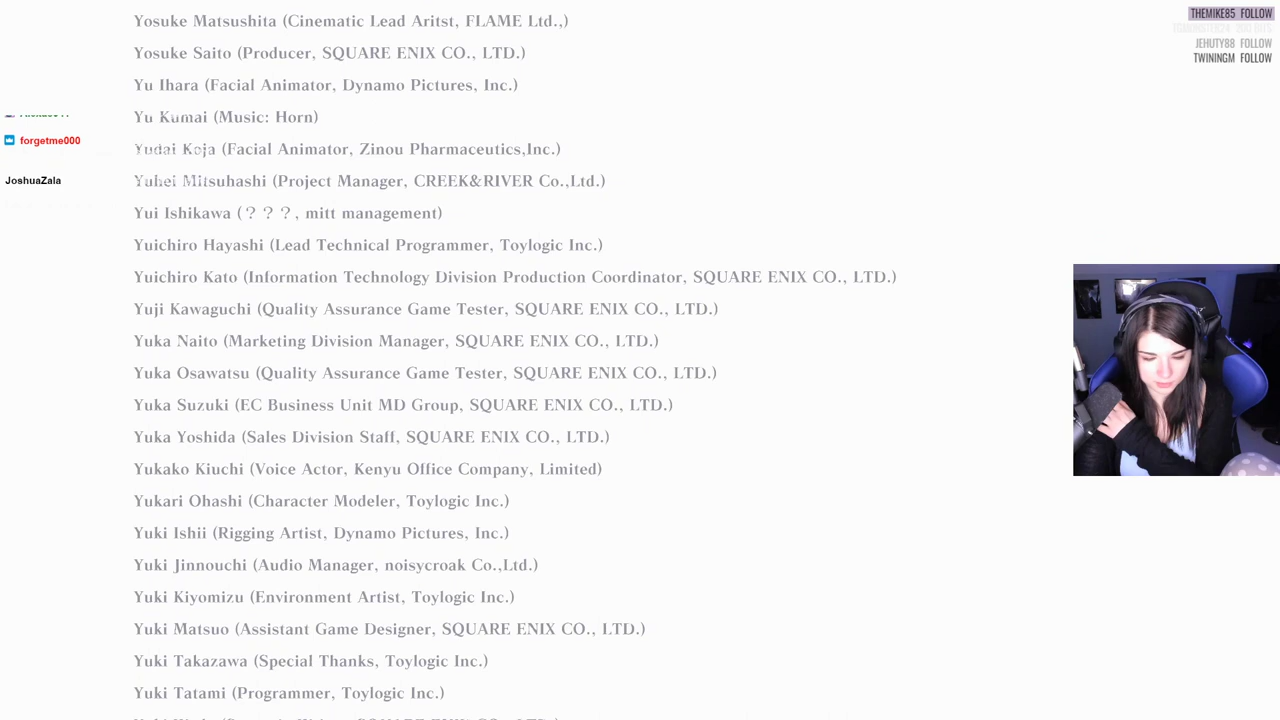 Yosuke Matsushita (Cinematic Lead Aritst, FLAME Ltd.,)
Yosuke Saito (Producer, SQUARE ENIX CO., LTD.)
Yu Ihara (Facial Animator, Dynamo Pictures, Inc.)
Yu Kumai (Music: Horn)
Yudai Koja (Facial Animator, Zinou Pharmaceutics,Inc.)
Yuhei Mitsuhashi (Project Manager, CREEK&RIVER Co.,Ltd.)
Yui Ishikawa (？？？, mitt management)
Yuichiro Hayashi (Lead Technical Programmer, Toylogic Inc.)
Yuichiro Kato (Information Technology Division Production Coordinator, SQUARE ENIX CO., LTD.)
Yuji Kawaguchi (Quality Assurance Game Tester, SQUARE ENIX CO., LTD.)
Yuka Naito (Marketing Division Manager, SQUARE ENIX CO., LTD.)
Yuka Osawatsu (Quality Assurance Game Tester, SQUARE ENIX CO., LTD.)
Yuka Suzuki (EC Business Unit MD Group, SQUARE ENIX CO., LTD.)
Yuka Yoshida (Sales Division Staff, SQUARE ENIX CO., LTD.)
Yukako Kiuchi (Voice Actor, Kenyu Office Company, Limited)
Yukari Ohashi (Character Modeler, Toylogic Inc.)
Yuki Ishii (Rigging Artist, Dynamo Pictures, Inc.)
Yuki Jinnouchi (Audio Manager, noisycroak Co.,Ltd.)
Yuki Kiyomizu (Environment Artist, Toylogic Inc.)
Yuki Matsuo (Assistant Game Designer, SQUARE ENIX CO., LTD.)
Yuki Takazawa (Special Thanks, Toylogic Inc.)
Yuki Tatami (Programmer, Toylogic Inc.)
forgetme000
JoshuaZala
THEMIKE85 FOLLOW
JEHUTY88 FOLLOW
TWININGM FOLLOW